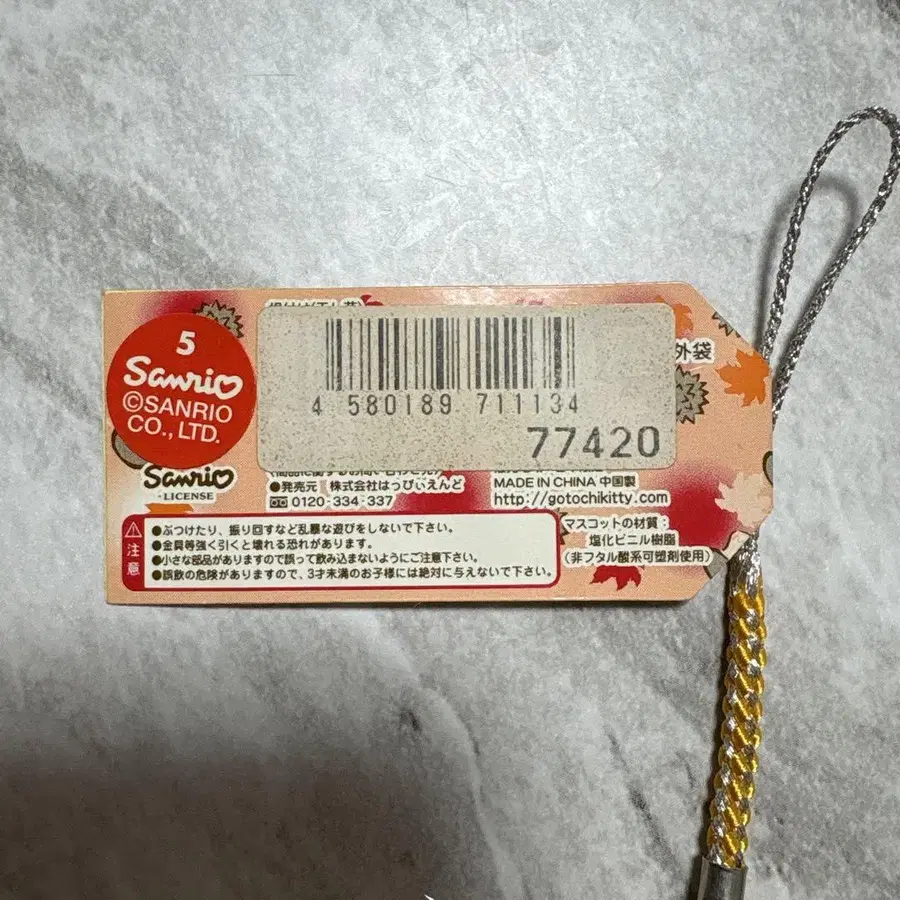 5
Sanrio
©SANRIO
CO., LTD.
外袋
4 580189 711134
77420
Sanrio
LICENSE
●発売元 株式会社はっぴぃえんど
0120-334-337
MADE IN CHINA 中国製
http://gotochikitty.com
注意
●ぶつけたり、振り回すなど乱暴な遊びをしないで下さい。
●金具等強く引くと壊れる恐れがあります。
●小さな部品がありますので誤って飲み込まないようにご注意下さい。
●誤飲の危険がありますので、3才未満のお子様には絶対に与えないで下さい。
マスコットの材質：
塩化ビニル樹脂
（非フタル酸系可塑剤使用）